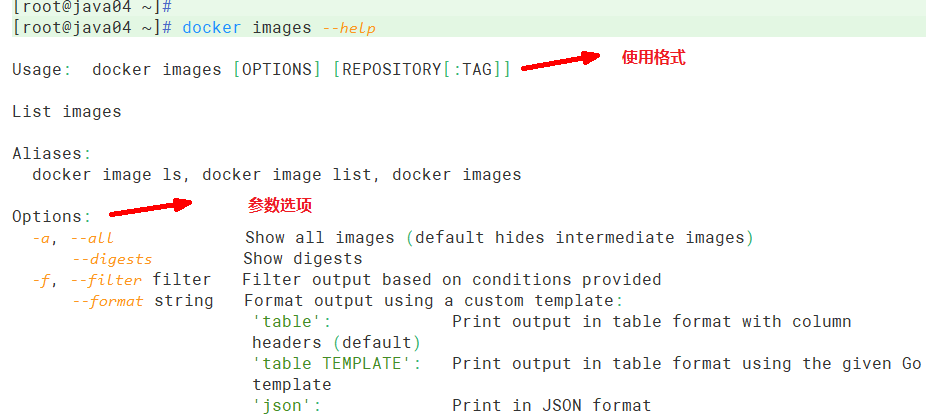 [root@java04 ~]#
[root@java04 ~]# docker images --help
Usage:  docker images [OPTIONS] [REPOSITORY[:TAG]]
使用格式
List images
Aliases:
docker image ls, docker image list, docker images
Options:
参数选项
-a, --all             Show all images (default hides intermediate images)
--digests         Show digests
-f, --filter filter   Filter output based on conditions provided
--format string   Format output using a custom template:
'table':            Print output in table format with column
headers (default)
'table TEMPLATE':   Print output in table format using the given Go
template
'json':             Print in JSON format